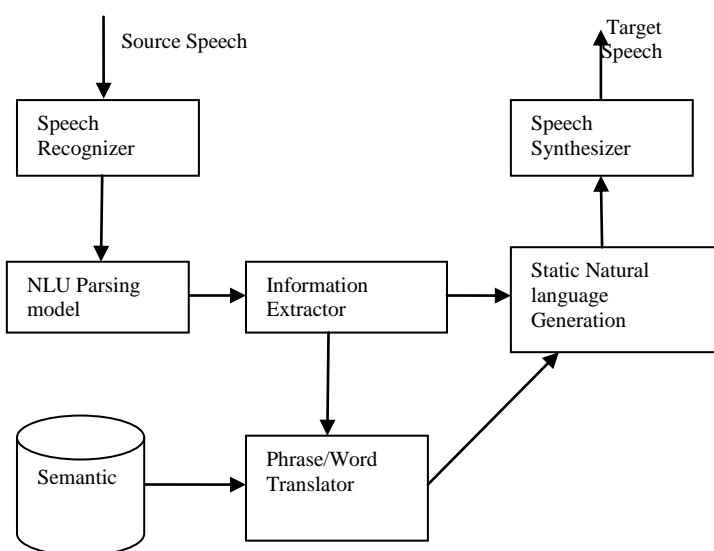 Source Speech
Target
Speech
Speech
Recognizer
Speech
Synthesizer
NLU Parsing
model
Information
Extractor
Static Natural
language
Generation
Semantic
Phrase/Word
Translator